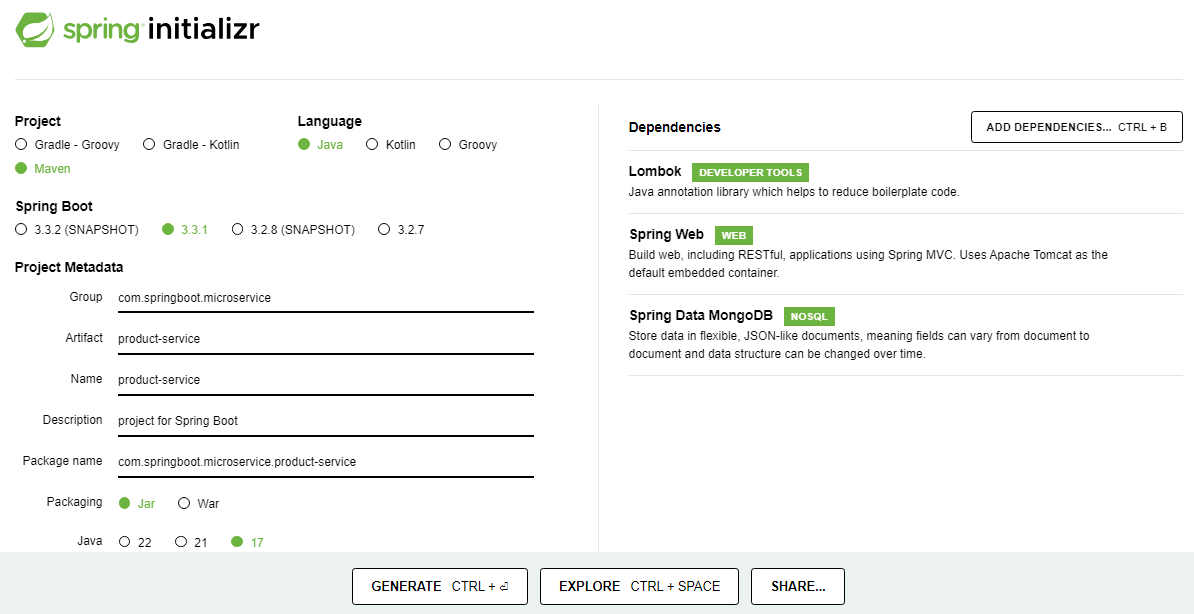 spring initializr
Project
Gradle - Groovy Gradle - Kotlin
Maven
Language
Java Kotlin Groovy
Spring Boot
3.3.2 (SNAPSHOT) 3.3.1 3.2.8 (SNAPSHOT) 3.2.7
Project Metadata
Group com.springboot.microservice
Artifact product-service
Name product-service
Description project for Spring Boot
Package name com.springboot.microservice.product-service
Packaging Jar War
Java 22 21 17
Dependencies ADD DEPENDENCIES... CTRL + B
Lombok DEVELOPER TOOLS
Java annotation library which helps to reduce boilerplate code.
Spring Web WEB
Build web, including RESTful, applications using Spring MVC. Uses Apache Tomcat as the
default embedded container.
Spring Data MongoDB NOSQL
Store data in flexible, JSON-like documents, meaning fields can vary from document to
document and data structure can be changed over time.
GENERATE CTRL + ⏎ EXPLORE CTRL + SPACE SHARE...